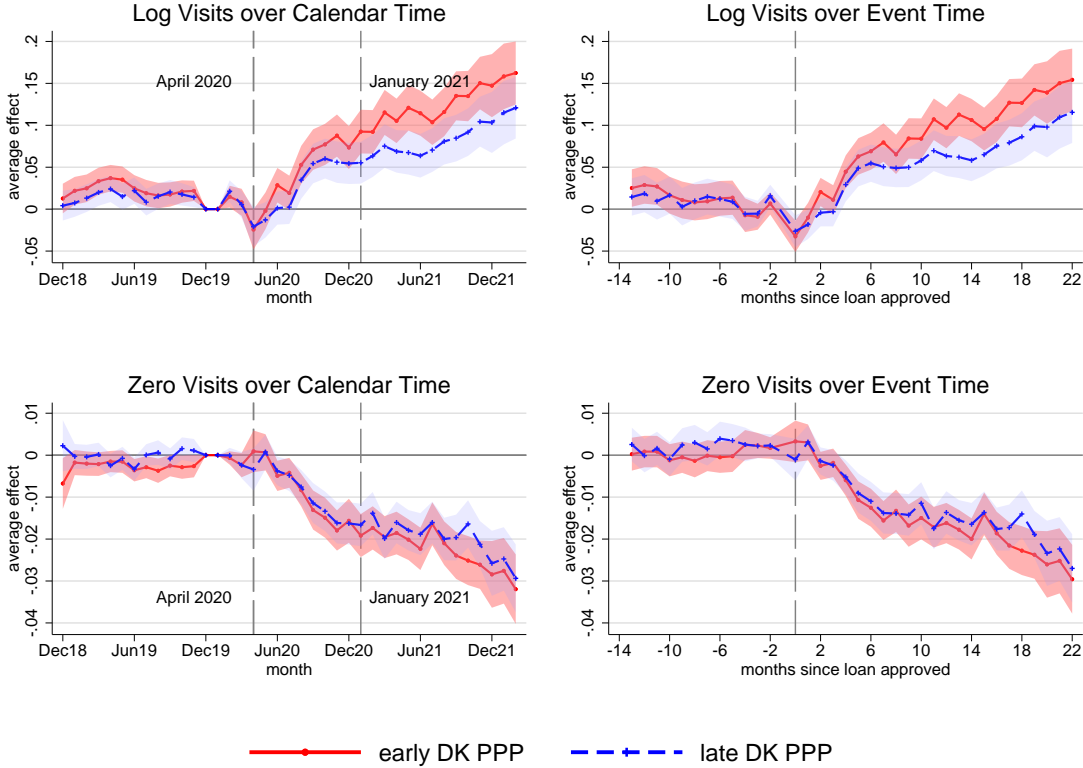 Log Visits over Calendar Time
average effect
.2
.15
.1
.05
0
-.05
April 2020
January 2021
Dec18 Jun19 Dec19 Jun20 Dec20 Jun21 Dec21
month
Log Visits over Event Time
average effect
.2
.15
.1
.05
0
-.05
-14 -10 -6 -2 2 6 10 14 18 22
months since loan approved
Zero Visits over Calendar Time
average effect
.01
0
-.01
-.02
-.03
-.04
April 2020
January 2021
Dec18 Jun19 Dec19 Jun20 Dec20 Jun21 Dec21
month
Zero Visits over Event Time
average effect
.01
0
-.01
-.02
-.03
-.04
-14 -10 -6 -2 2 6 10 14 18 22
months since loan approved
early DK PPP
late DK PPP